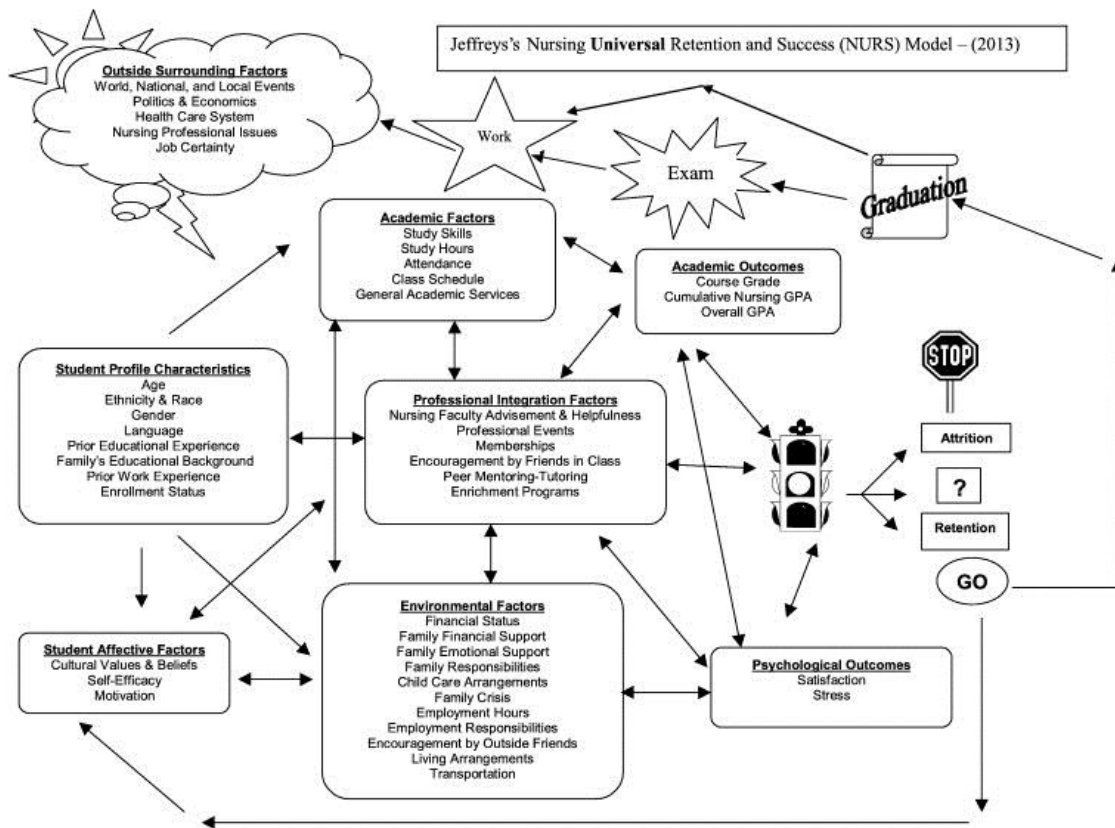 Jeffreys's Nursing Universal Retention and Success (NURS) Model – (2013)
Outside Surrounding Factors
World, National, and Local Events
Politics & Economics
Health Care System
Nursing Professional Issues
Job Certainty
Work
Exam
Graduation
Academic Factors
Study Skills
Study Hours
Attendance
Class Schedule
General Academic Services
Academic Outcomes
Course Grade
Cumulative Nursing GPA
Overall GPA
Student Profile Characteristics
Age
Ethnicity & Race
Gender
Language
Prior Educational Experience
Family's Educational Background
Prior Work Experience
Enrollment Status
Professional Integration Factors
Nursing Faculty Advisement & Helpfulness
Professional Events
Memberships
Encouragement by Friends in Class
Peer Mentoring-Tutoring
Enrichment Programs
STOP
Attrition
?
Retention
GO
Student Affective Factors
Cultural Values & Beliefs
Self-Efficacy
Motivation
Environmental Factors
Financial Status
Family Financial Support
Family Emotional Support
Family Responsibilities
Child Care Arrangements
Family Crisis
Employment Hours
Employment Responsibilities
Encouragement by Outside Friends
Living Arrangements
Transportation
Psychological Outcomes
Satisfaction
Stress